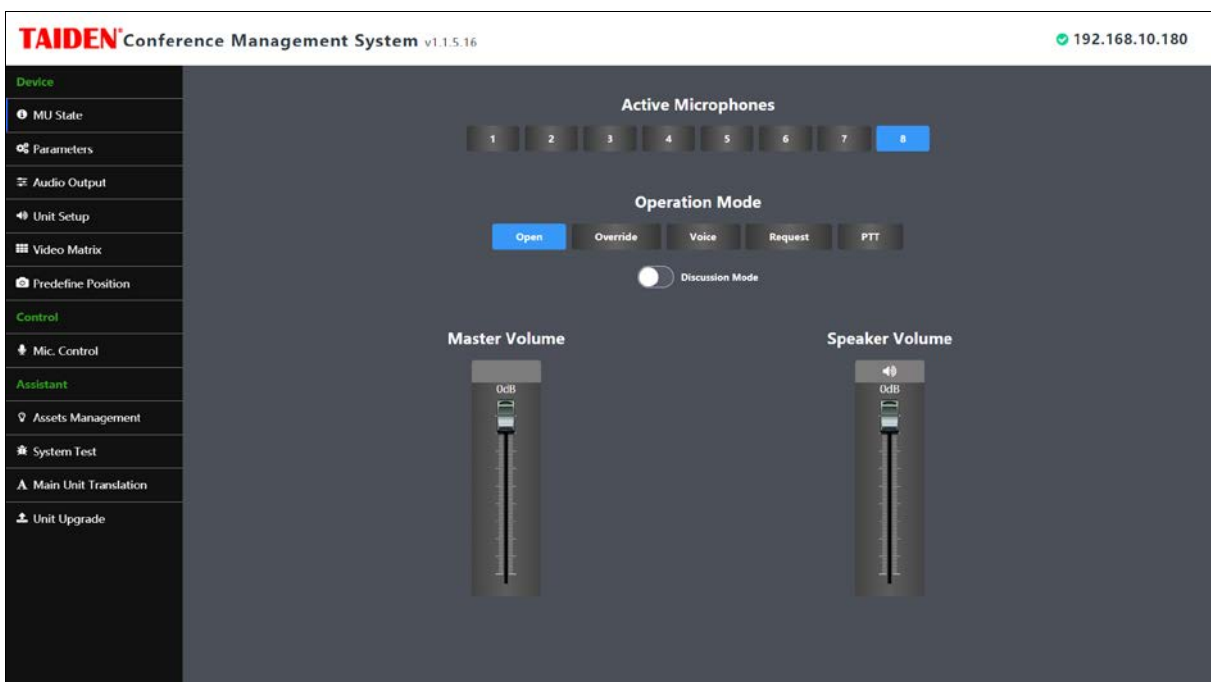 TAIDEN® Conference Management System v1.1.5.16
192.168.10.180
Device
MU State
Parameters
Audio Output
Unit Setup
Video Matrix
Predefine Position
Control
Mic. Control
Assistant
Assets Management
System Test
Main Unit Translation
Unit Upgrade
Active Microphones
1 2 3 4 5 6 7 8
Operation Mode
Open Override Voice Request PTT
Discussion Mode
Master Volume
0dB
Speaker Volume
0dB